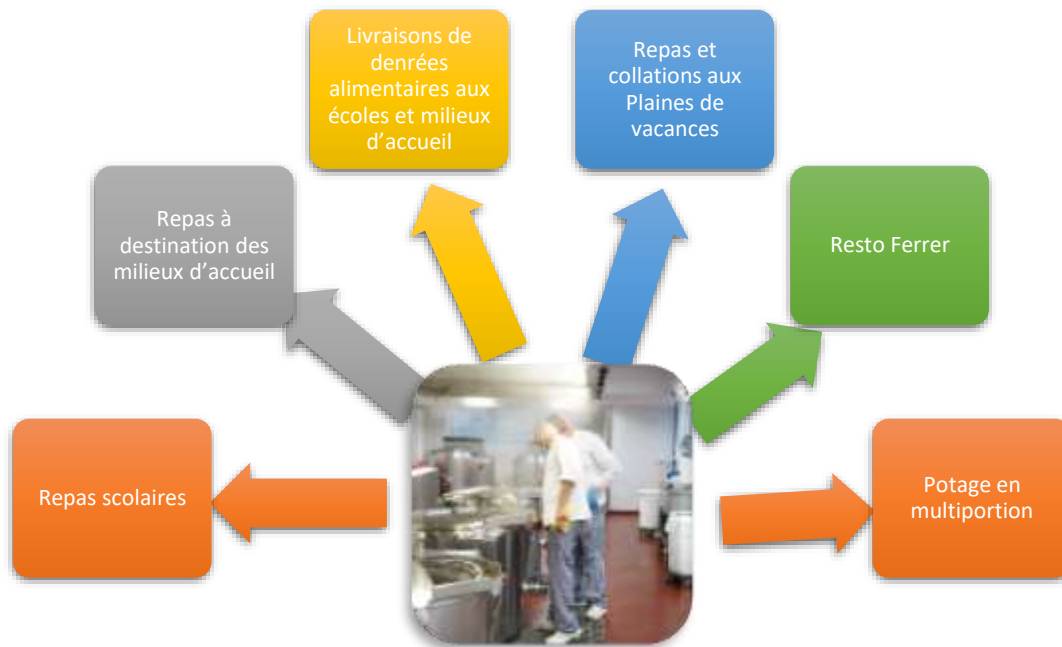 Livraisons de
denrées
alimentaires aux
écoles et milieux
d'accueil
Repas et
collations aux
Plaines de
vacances
Repas à
destination des
milieux d'accueil
Resto Ferrer
Repas scolaires
Potage en
multiportion